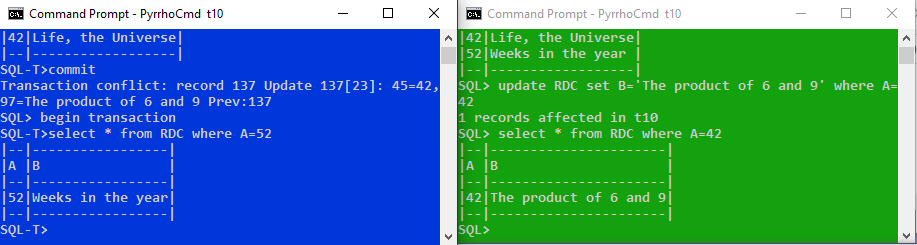 Command Prompt - PyrrhoCmd t10
|42|Life, the Universe|
|--|------------------|
SQL-T>commit
Transaction conflict: record 137 Update 137[23]: 45=42,
97=The product of 6 and 9 Prev:137
SQL> begin transaction
SQL-T>select * from RDC where A=52
|--|-----------------|
|A |B                |
|--|-----------------|
|52|Weeks in the year|
|--|-----------------|
SQL-T>
Command Prompt - PyrrhoCmd t10
|42|Life, the Universe|
|52|Weeks in the year |
|--|------------------|
SQL> update RDC set B='The product of 6 and 9' where A=
42
1 records affected in t10
SQL> select * from RDC where A=42
|--|----------------------|
|A |B                     |
|--|----------------------|
|42|The product of 6 and 9|
|--|----------------------|
SQL>